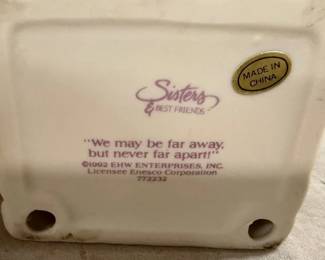 Sisters
& BEST FRIENDS
MADE IN
CHINA
"We may be far away,
but never far apart!"
©1992 EHW ENTERPRISES, INC.
Licensee Enesco Corporation
772232